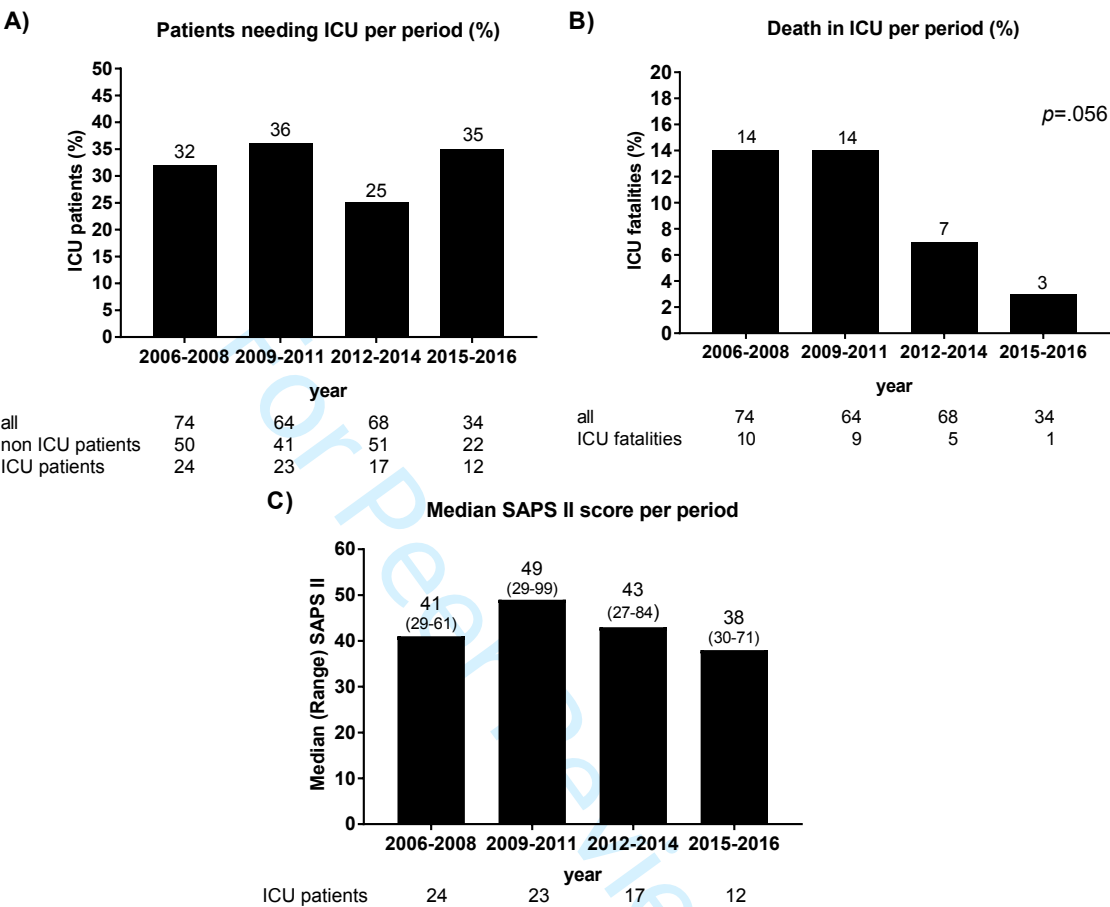 A)
Patients needing ICU per period (%)
ICU patients (%)
50
45
40
35
30
25
20
15
10
5
0
32
36
25
35
2006-2008 2009-2011 2012-2014 2015-2016
year
all 74 64 68 34
non ICU patients 50 41 51 22
ICU patients 24 23 17 12
B)
Death in ICU per period (%)
ICU fatalities (%)
20
18
16
14
12
10
8
6
4
2
0
p=.056
14
14
7
3
2006-2008 2009-2011 2012-2014 2015-2016
year
all 74 64 68 34
ICU fatalities 10 9 5 1
C)
Median SAPS II score per period
Median (Range) SAPS II
60
50
40
30
20
10
0
41
(29-61)
49
(29-99)
43
(27-84)
38
(30-71)
2006-2008 2009-2011 2012-2014 2015-2016
year
ICU patients 24 23 17 12
For Peer Review